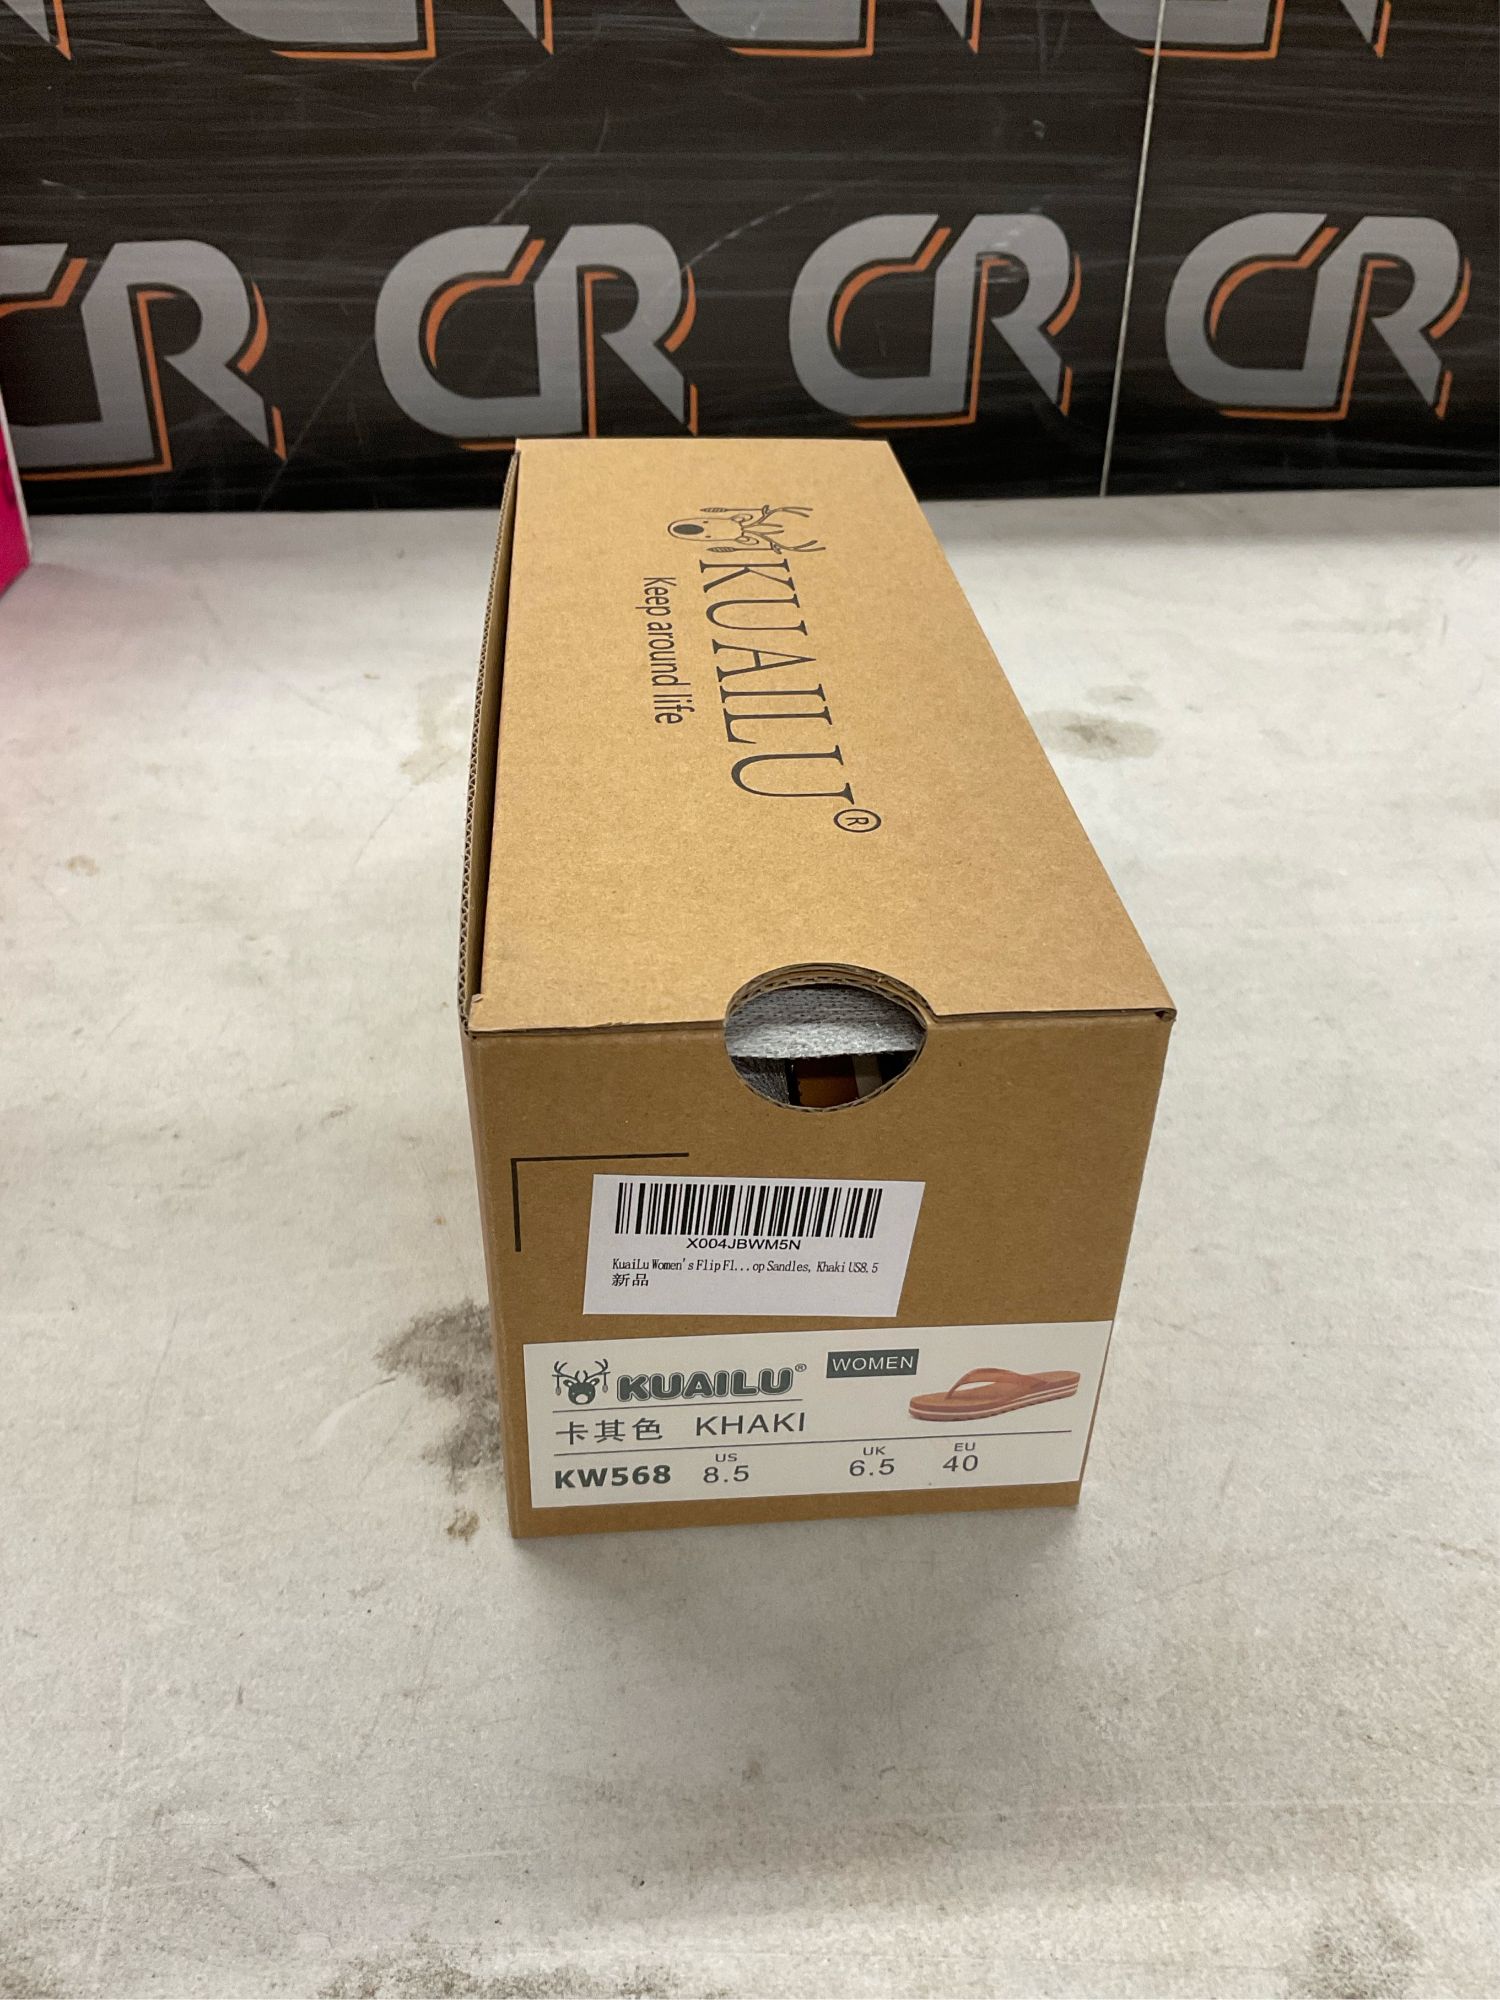 CR CR CR CR
KUAILU®
Keep around life
X004JBWM5N
KuaiLu Women's Flip Fl...op Sandles, Khaki US8.5
新品
KUAILU® WOMEN
卡其色 KHAKI
US UK EU
KW568 8.5 6.5 40